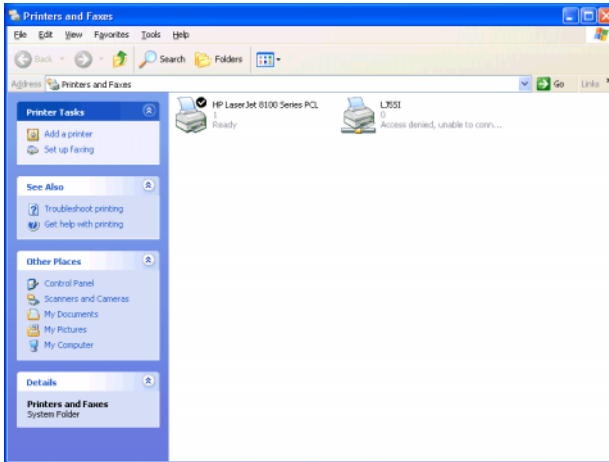 Printers and Faxes
File Edit View Favorites Tools Help
Back Search Folders
Address Printers and Faxes Go Links
Printer Tasks
Add a printer
Set up faxing
See Also
Troubleshoot printing
Get help with printing
Other Places
Control Panel
Scanners and Cameras
My Documents
My Pictures
My Computer
Details
Printers and Faxes
System Folder
HP LaserJet 8100 Series PCL
1
Ready
0
Access denied, unable to conn...